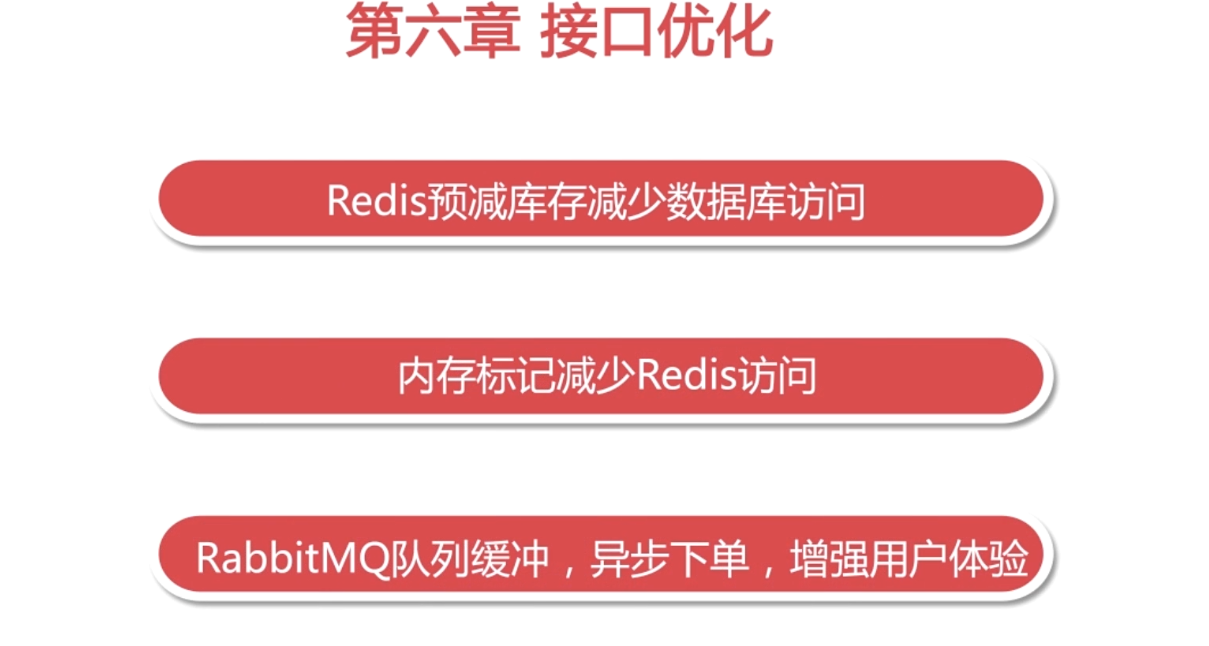 第六章 接口优化
Redis预减库存减少数据库访问
内存标记减少Redis访问
RabbitMQ队列缓冲，异步下单，增强用户体验